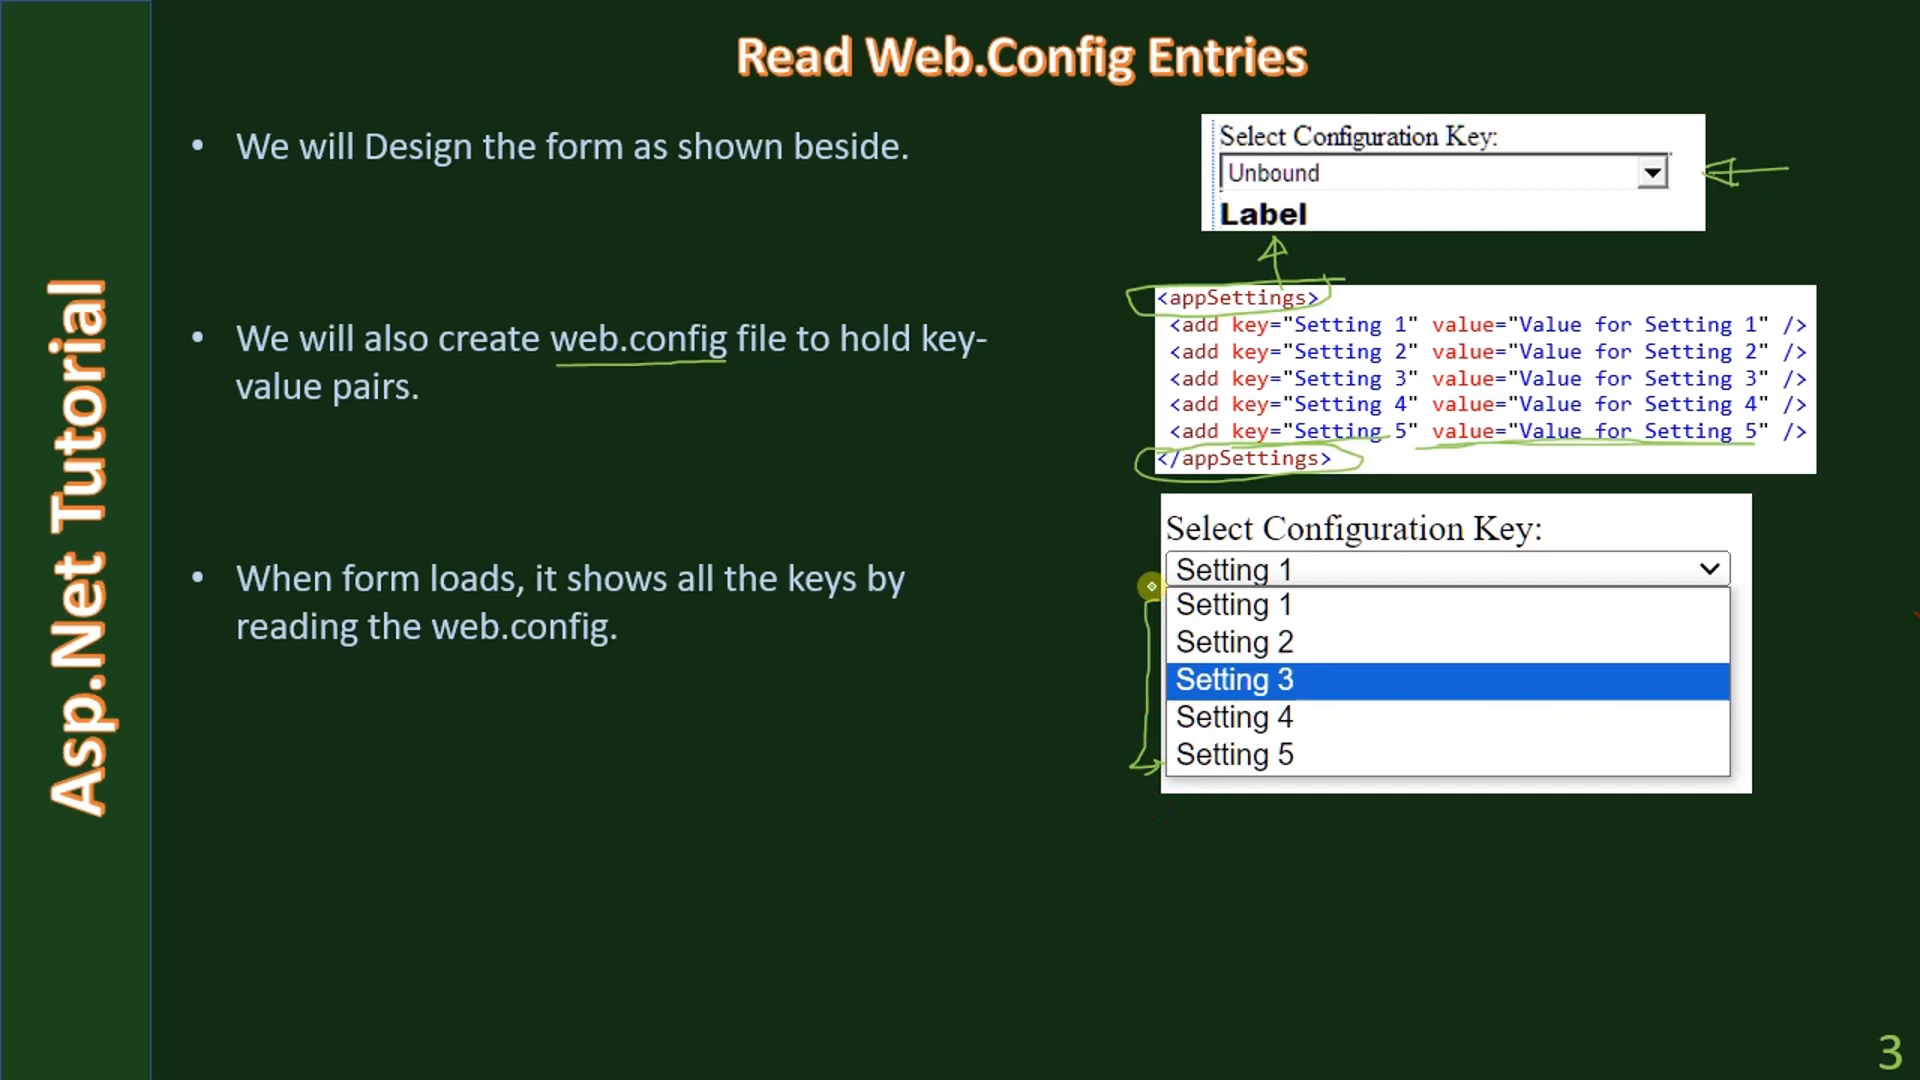 Asp.Net Tutorial
Read Web.Config Entries
• We will Design the form as shown beside.
Select Configuration Key:
Unbound
Label
• We will also create web.config file to hold key-
value pairs.
<appSettings>
<add key="Setting 1" value="Value for Setting 1" />
<add key="Setting 2" value="Value for Setting 2" />
<add key="Setting 3" value="Value for Setting 3" />
<add key="Setting 4" value="Value for Setting 4" />
<add key="Setting 5" value="Value for Setting 5" />
</appSettings>
• When form loads, it shows all the keys by
reading the web.config.
Select Configuration Key:
Setting 1
Setting 1
Setting 2
Setting 3
Setting 4
Setting 5
3